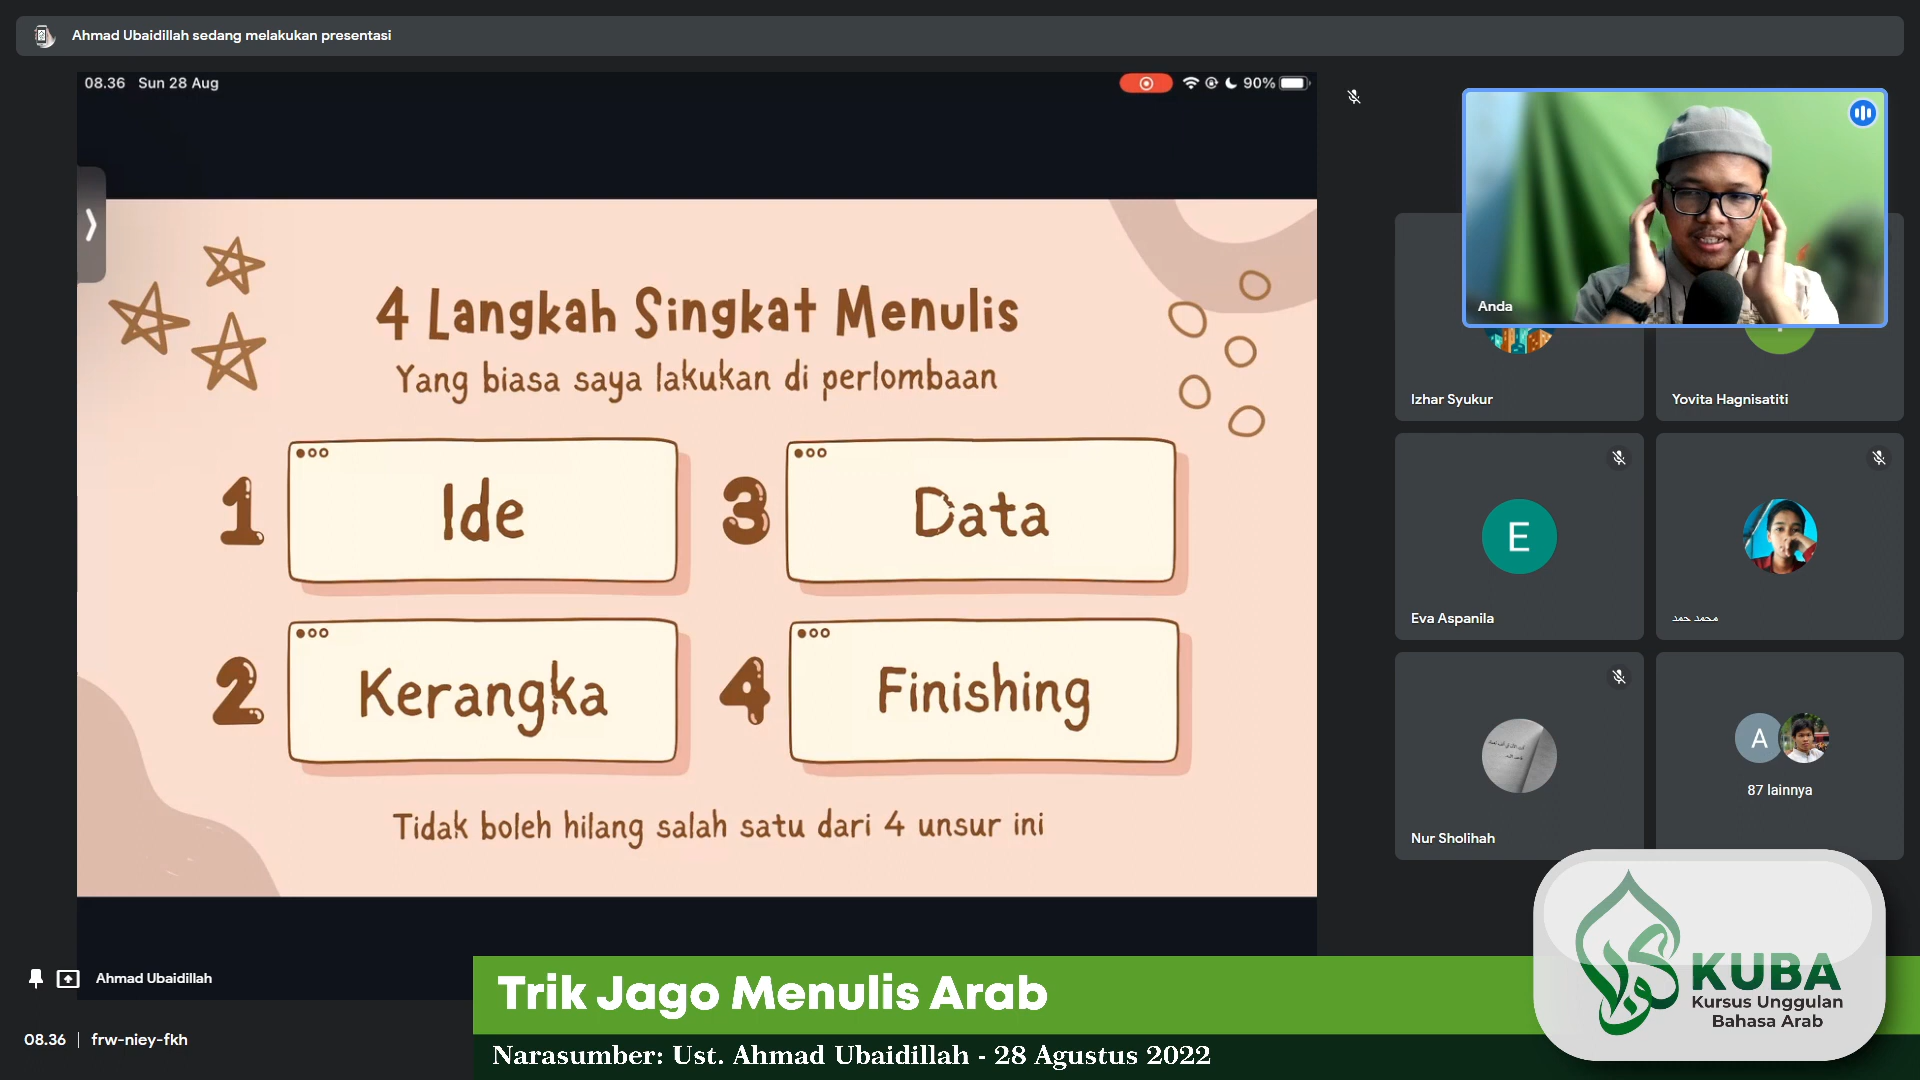 Ahmad Ubaidillah sedang melakukan presentasi
08.36 Sun 28 Aug
90%
4 Langkah Singkat Menulis
Yang biasa saya lakukan di perlombaan
1 Ide
3 Data
2 Kerangka
4 Finishing
Tidak boleh hilang salah satu dari 4 unsur ini
Anda
Izhar Syukur
Yovita Hagnisatiti
E
Eva Aspanila
محمد حمد
Nur Sholihah
A
87 lainnya
Ahmad Ubaidillah
08.36 | frw-niey-fkh
Trik Jago Menulis Arab
Narasumber: Ust. Ahmad Ubaidillah - 28 Agustus 2022
KUBA
Kursus Unggulan
Bahasa Arab